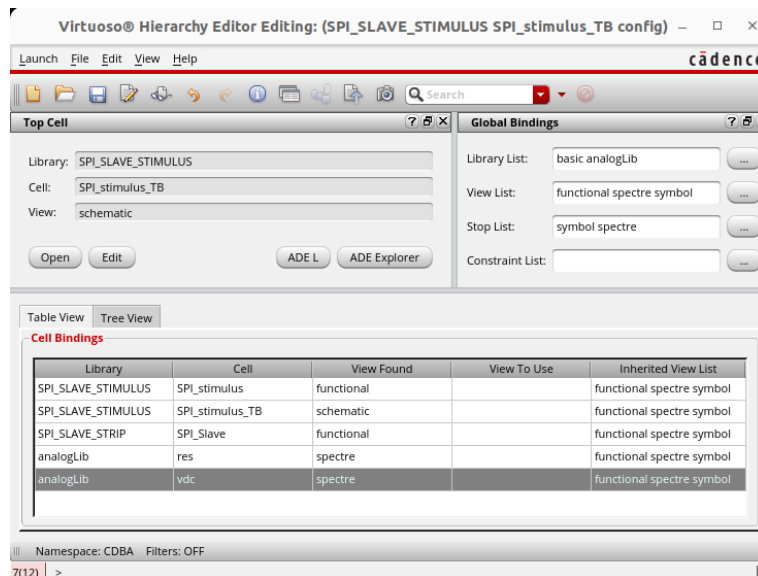 Virtuoso® Hierarchy Editor Editing: (SPI_SLAVE_STIMULUS SPI_stimulus_TB config)
Launch File Edit View Help
cādence
Search
Top Cell
Library: SPI_SLAVE_STIMULUS
Cell: SPI_stimulus_TB
View: schematic
Open Edit ADE L ADE Explorer
Global Bindings
Library List: basic analogLib ...
View List: functional spectre symbol ...
Stop List: symbol spectre ...
Constraint List: ...
Table View Tree View
Cell Bindings
Library Cell View Found View To Use Inherited View List
SPI_SLAVE_STIMULUS SPI_stimulus functional functional spectre symbol
SPI_SLAVE_STIMULUS SPI_stimulus_TB schematic functional spectre symbol
SPI_SLAVE_STRIP SPI_Slave functional functional spectre symbol
analogLib res spectre functional spectre symbol
analogLib vdc spectre functional spectre symbol
Namespace: CDBA Filters: OFF
7(12) >